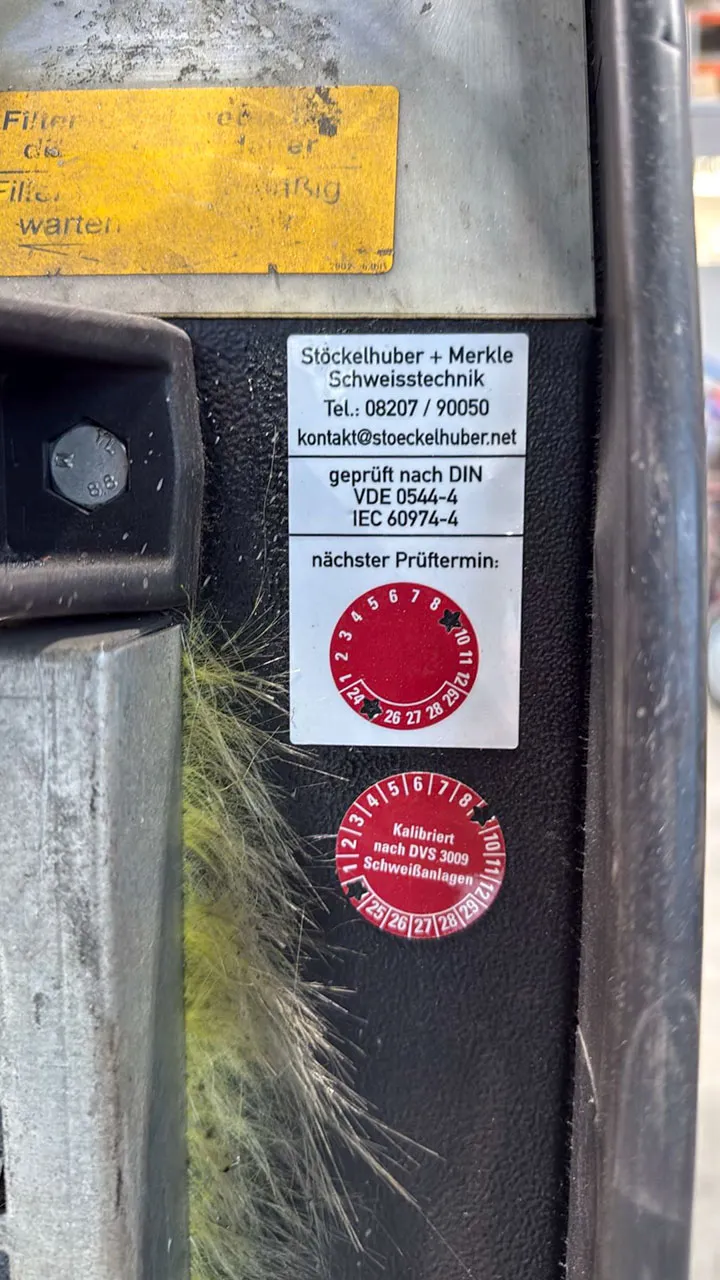 Filter
de
Filter
warten
Stöckelhuber + Merkle
Schweisstechnik
Tel.: 08207 / 90050
kontakt@stoeckelhuber.net
geprüft nach DIN
VDE 0544-4
IEC 60974-4
nächster Prüftermin:
1 2 3 4 5 6 7 8 10 11 12
24 26 27 28 29
1 2 3 4 5 6 7 8 10 11 12
Kalibriert
nach DVS 3009
Schweißanlagen
25 26 27 28 29
8.8